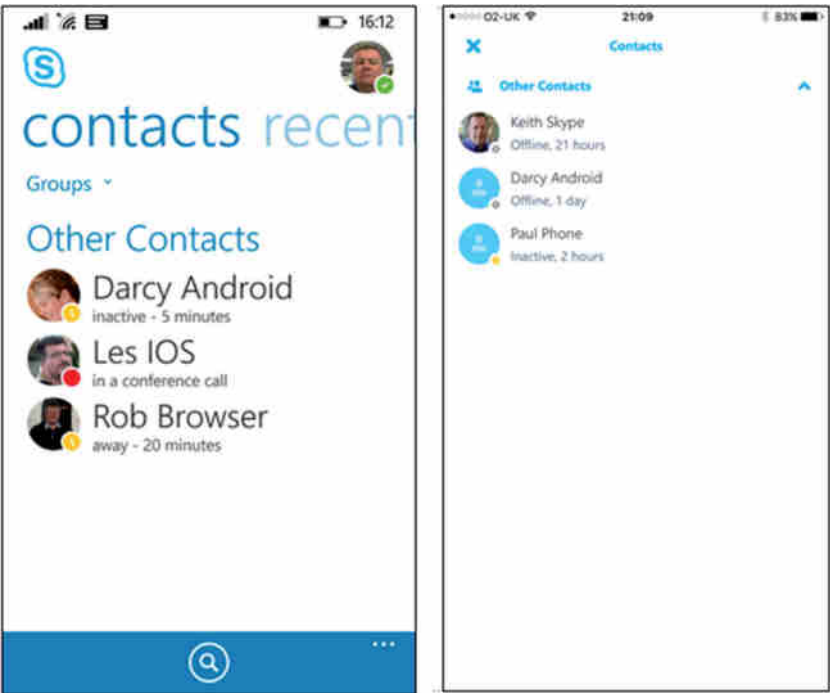 16:12
S
contacts recent
Groups
Other Contacts
Darcy Android
inactive - 5 minutes
Les IOS
in a conference call
Rob Browser
away - 20 minutes
...
O2-UK 21:09 83%
Contacts
Other Contacts
Keith Skype
Offline, 21 hours
Darcy Android
Offline, 1 day
Paul Phone
Inactive, 2 hours